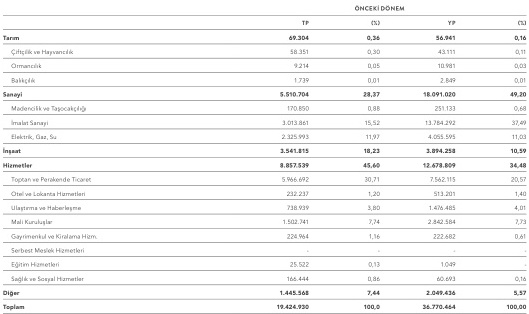 ÖNCEKİ DÖNEM
TP (%) YP (%)
Tarım 69.304 0,36 56.941 0,16
Çiftçilik ve Hayvancılık 58.351 0,30 43.111 0,11
Ormancılık 9.214 0,05 10.981 0,03
Balıkçılık 1.739 0,01 2.849 0,01
Sanayi 5.510.704 28,37 18.091.020 49,20
Madencilik ve Taşocakçılığı 170.850 0,88 251.133 0,68
İmalat Sanayi 3.013.861 15,52 13.784.292 37,49
Elektrik, Gaz, Su 2.325.993 11,97 4.055.595 11,03
İnşaat 3.541.815 18,23 3.894.258 10,59
Hizmetler 8.857.539 45,60 12.678.809 34,48
Toptan ve Perakende Ticaret 5.966.692 30,71 7.562.115 20,57
Otel ve Lokanta Hizmetleri 232.237 1,20 513.201 1,40
Ulaştırma ve Haberleşme 738.939 3,80 1.476.485 4,01
Mali Kuruluşlar 1.502.741 7,74 2.842.584 7,73
Gayrimenkul ve Kiralama Hizm. 224.964 1,16 222.682 0,61
Serbest Meslek Hizmetleri - - - -
Eğitim Hizmetleri 25.522 0,13 1.049 -
Sağlık ve Sosyal Hizmetler 166.444 0,86 60.693 0,16
Diğer 1.445.568 7,44 2.049.436 5,57
Toplam 19.424.930 100,0 36.770.464 100,00